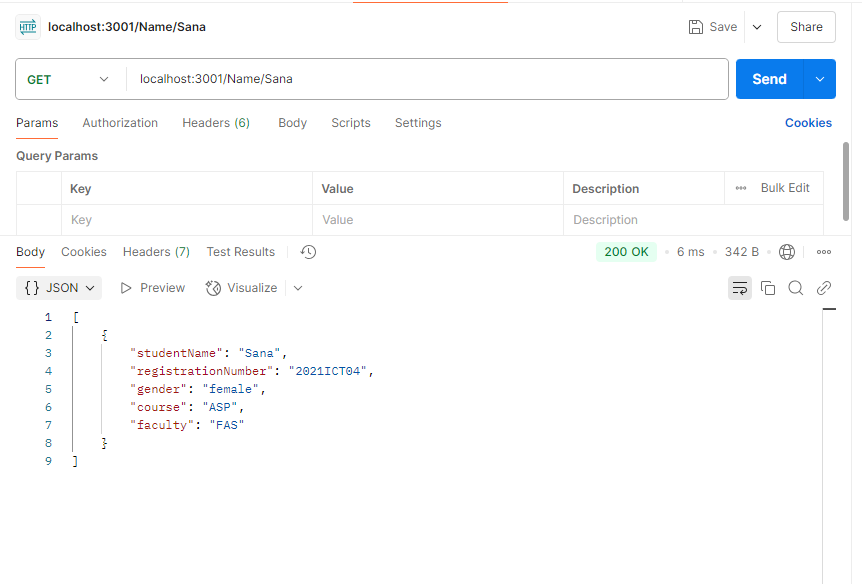 HTTP localhost:3001/Name/Sana Save Share
GET localhost:3001/Name/Sana Send
Params Authorization Headers (6) Body Scripts Settings Cookies
Query Params
Key Value Description Bulk Edit
Key Value Description
Body Cookies Headers (7) Test Results 200 OK • 6 ms • 342 B •
{} JSON Preview Visualize
1 [
2 {
3 "studentName": "Sana",
4 "registrationNumber": "2021ICT04",
5 "gender": "female",
6 "course": "ASP",
7 "faculty": "FAS"
8 }
9 ]